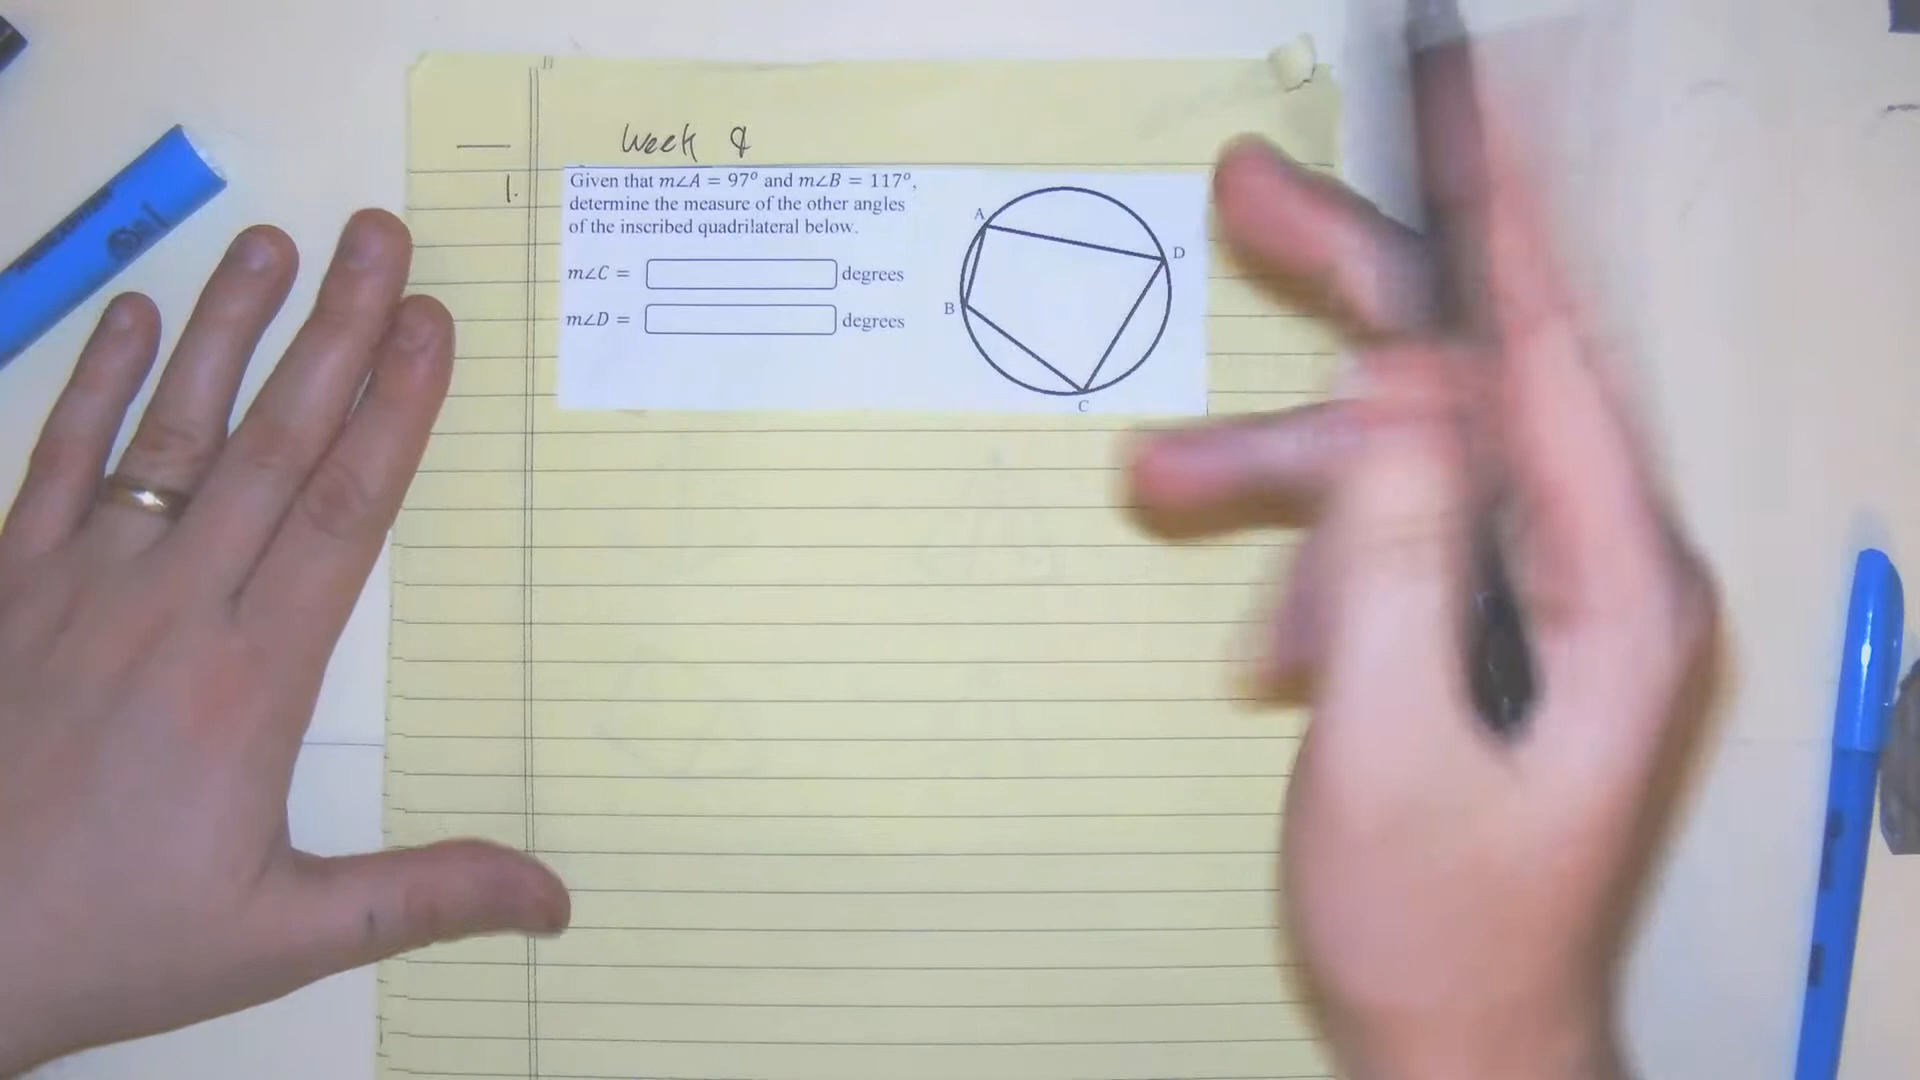 Week 9
1.
Given that m∠A = 97° and m∠B = 117°,
determine the measure of the other angles
of the inscribed quadrilateral below.
m∠C = degrees
m∠D = degrees
A
D
B
C